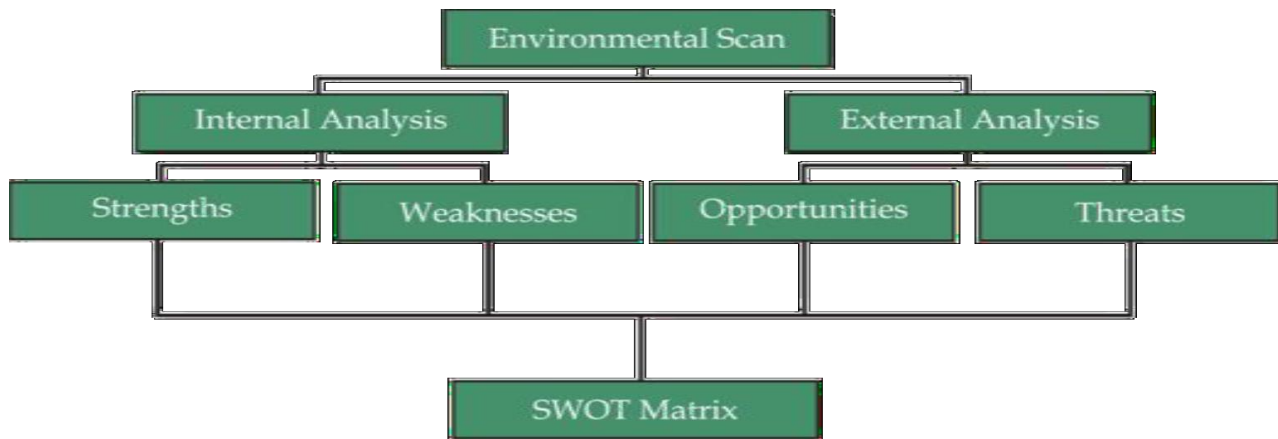 Environmental Scan
Internal Analysis
External Analysis
Strengths
Weaknesses
Opportunities
Threats
SWOT Matrix